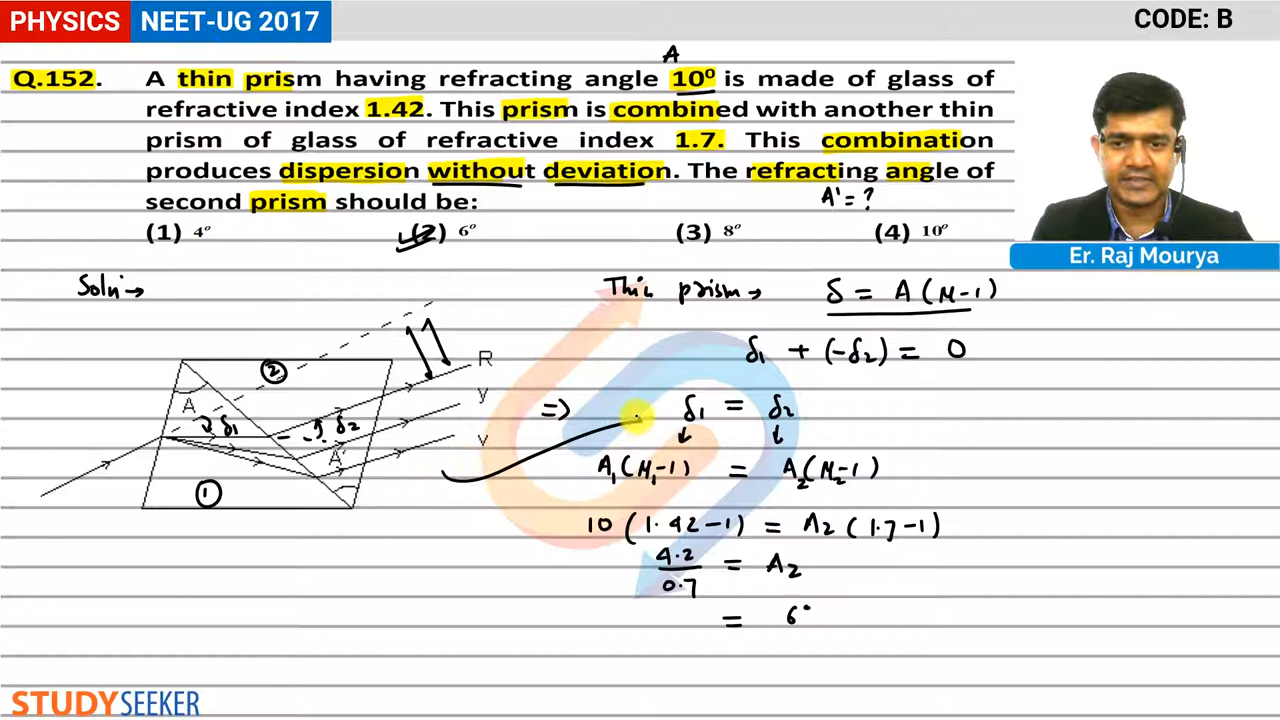 PHYSICS NEET-UG 2017 CODE: B
A
Q.152. A thin prism having refracting angle 10⁰ is made of glass of
refractive index 1.42. This prism is combined with another thin
prism of glass of refractive index 1.7. This combination
produces dispersion without deviation. The refracting angle of
second prism should be:
A' = ?
(1) 4° (2) 6° (3) 8° (4) 10°
Er. Raj Mourya
Soln →
Thin prism → δ = A (μ-1)
δ₁ + (-δ₂) = 0
② R
A δ₁ δ₂ y
A' v
①
⇒ δ₁ = δ₂
A₁(μ₁-1) = A₂(μ₂-1)
10 (1.42-1) = A₂ (1.7-1)
4.2/0.7 = A₂
= 6°
STUDYSEEKER